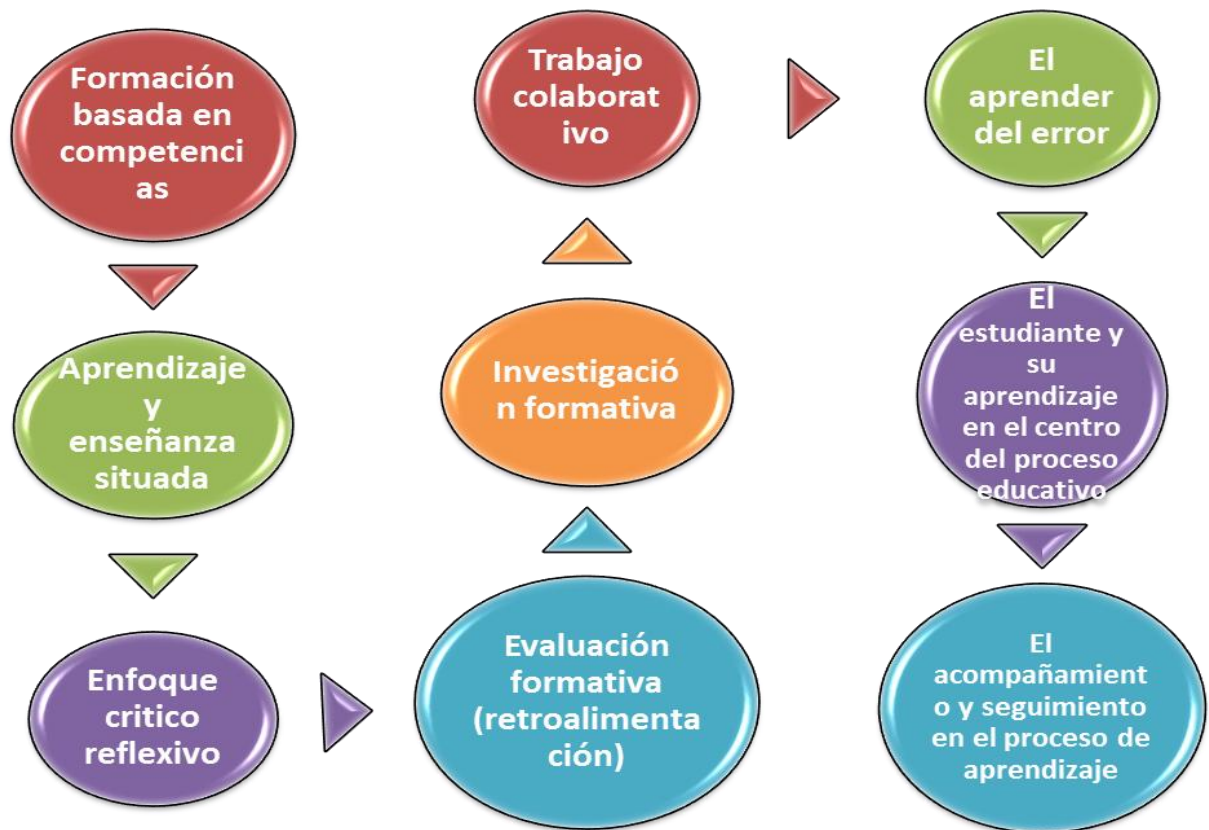 Formación
basada en
competenci
as
Aprendizaje
y
enseñanza
situada
Enfoque
critico
reflexivo
Evaluación
formativa
(retroalimenta
ción)
Investigació
n formativa
Trabajo
colaborat
ivo
El
aprender
del error
El
estudiante y
su
aprendizaje
en el centro
del proceso
educativo
El
acompañamient
o y seguimiento
en el proceso de
aprendizaje